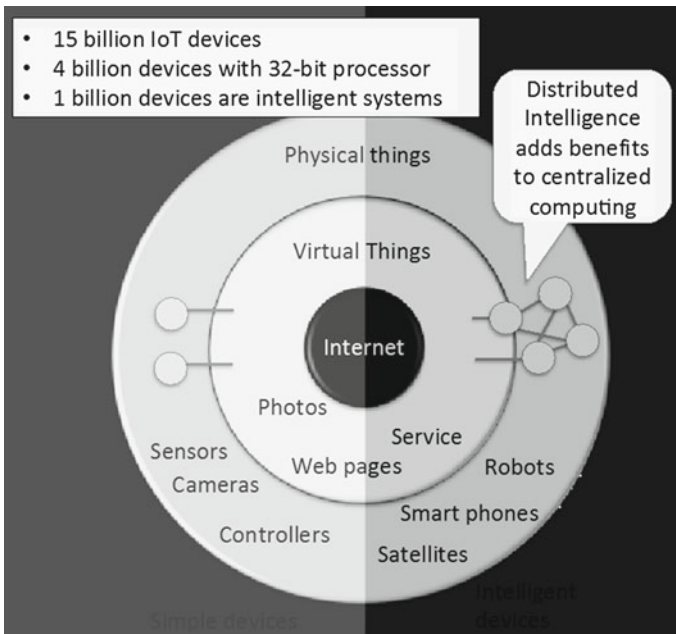 • 15 billion IoT devices
• 4 billion devices with 32-bit processor
• 1 billion devices are intelligent systems
Distributed
Intelligence
adds benefits
to centralized
computing
Physical things
Virtual Things
Internet
Photos
Service
Web pages
Sensors
Cameras
Controllers
Robots
Smart phones
Satellites
Simple devices
Intelligent
devices